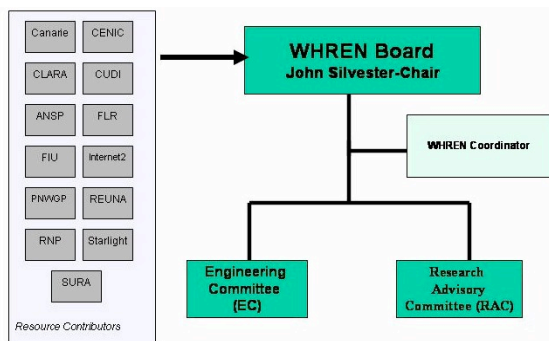 Canarie CENIC
CLARA CUDI
ANSP FLR
FIU Internet2
PNWGP REUNA
RNP Starlight
SURA
Resource Contributors
WHREN Board
John Silvester-Chair
WHREN Coordinator
Engineering
Committee
(EC)
Research
Advisory
Committee (RAC)